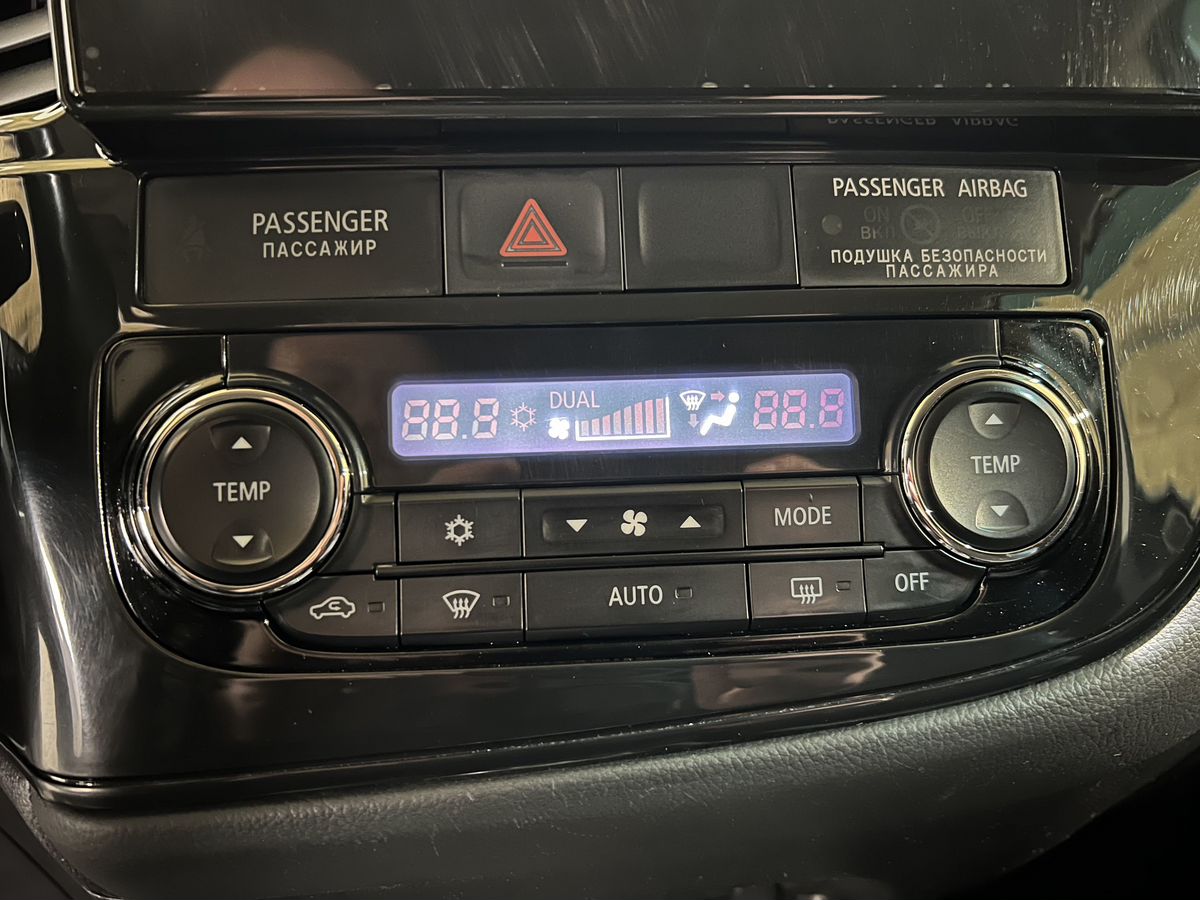 PASSENGER
ПАССАЖИР
PASSENGER AIRBAG
ON
ВКЛ
ПОДУШКА БЕЗОПАСНОСТИ
ПАССАЖИРА
88.8
DUAL
88.8
TEMP
TEMP
MODE
AUTO
OFF